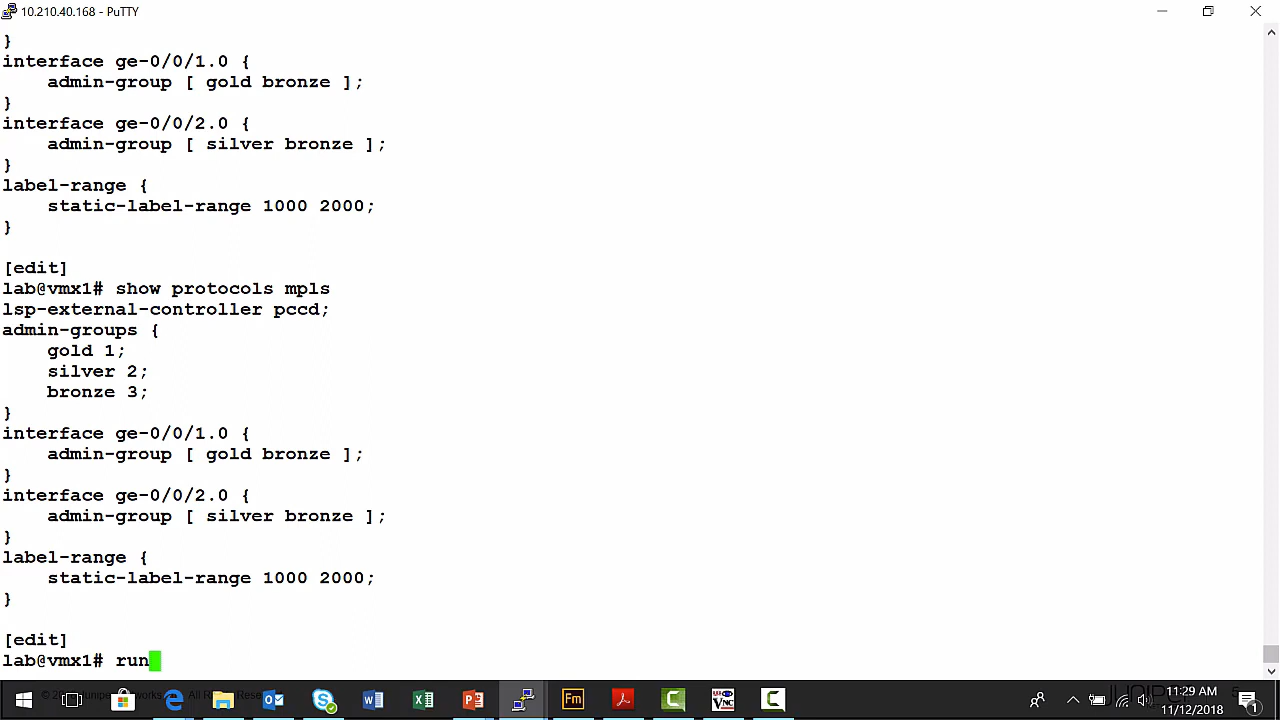 10.210.40.168 - PuTTY
}
interface ge-0/0/1.0 {
    admin-group [ gold bronze ];
}
interface ge-0/0/2.0 {
    admin-group [ silver bronze ];
}
label-range {
    static-label-range 1000 2000;
}
[edit]
lab@vmx1# show protocols mpls
lsp-external-controller pccd;
admin-groups {
    gold 1;
    silver 2;
    bronze 3;
}
interface ge-0/0/1.0 {
    admin-group [ gold bronze ];
}
interface ge-0/0/2.0 {
    admin-group [ silver bronze ];
}
label-range {
    static-label-range 1000 2000;
}
[edit]
lab@vmx1# run
11:29 AM
11/12/2018